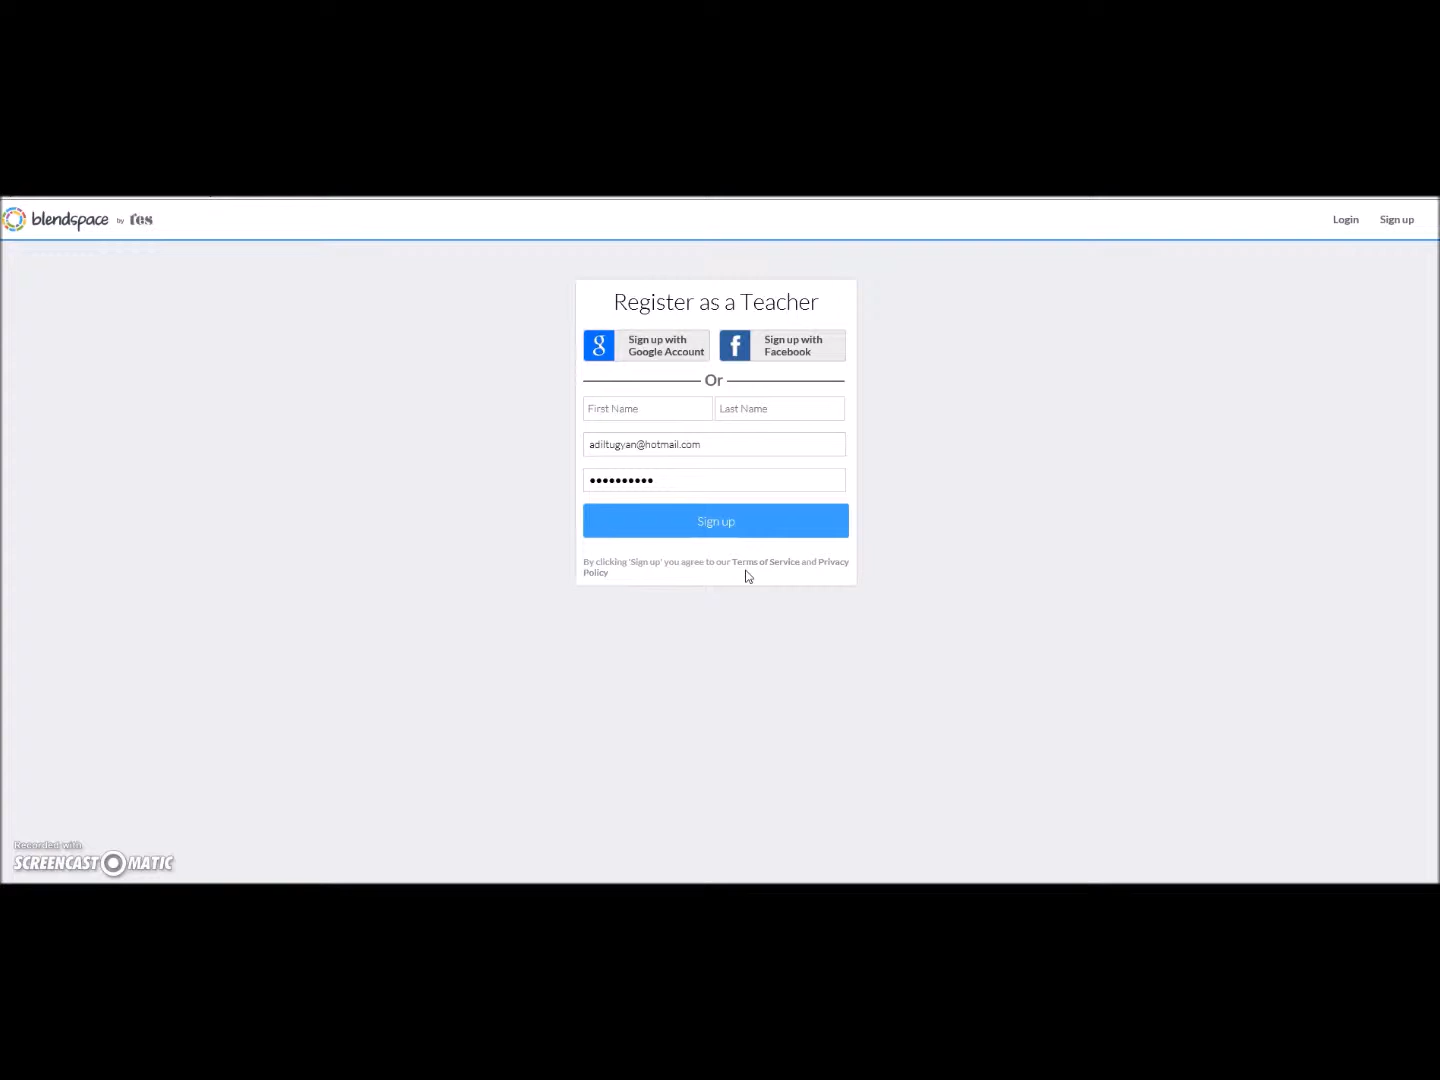 blendspace by tes
Login Sign up
Register as a Teacher
g Sign up with Google Account
f Sign up with Facebook
Or
First Name Last Name
adiltugyan@hotmail.com
••••••••••
Sign up
By clicking 'Sign up' you agree to our Terms of Service and Privacy
Policy
Recorded with
SCREENCAST-O-MATIC